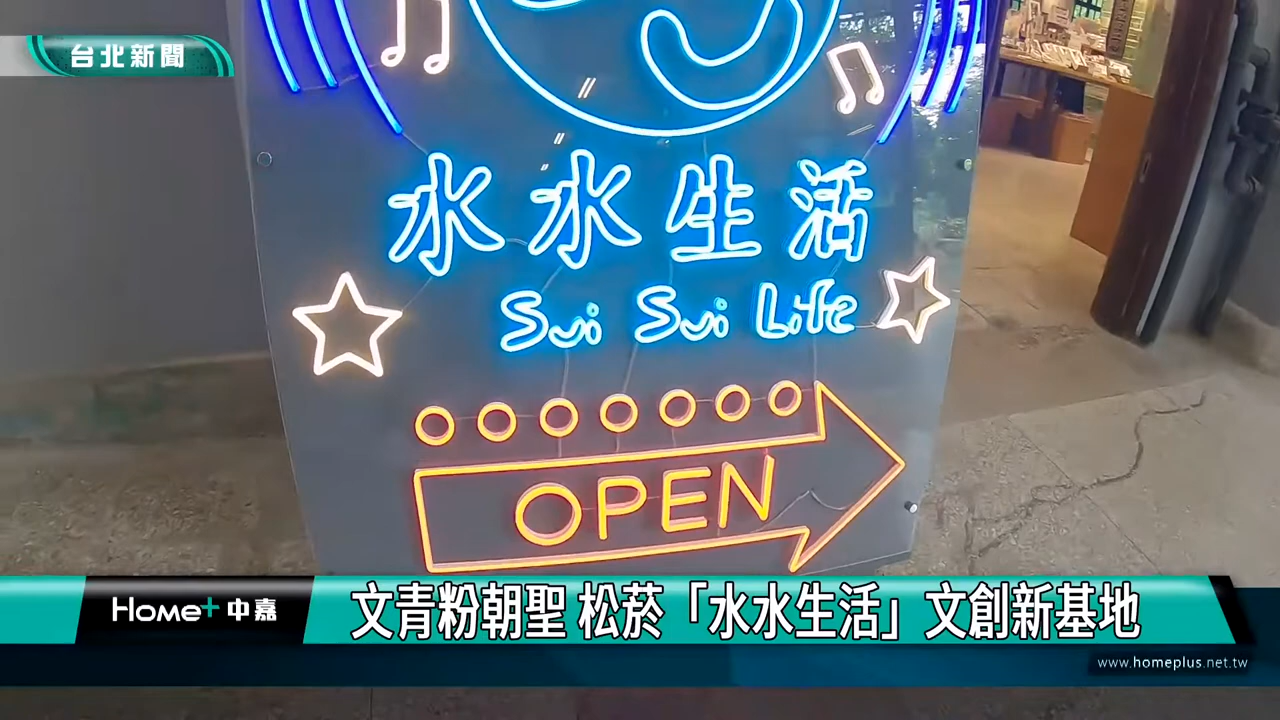 台北新聞
水水生活
Sui Sui Life
OPEN
Home+中嘉
文青粉朝聖 松菸「水水生活」文創新基地
www.homeplus.net.tw